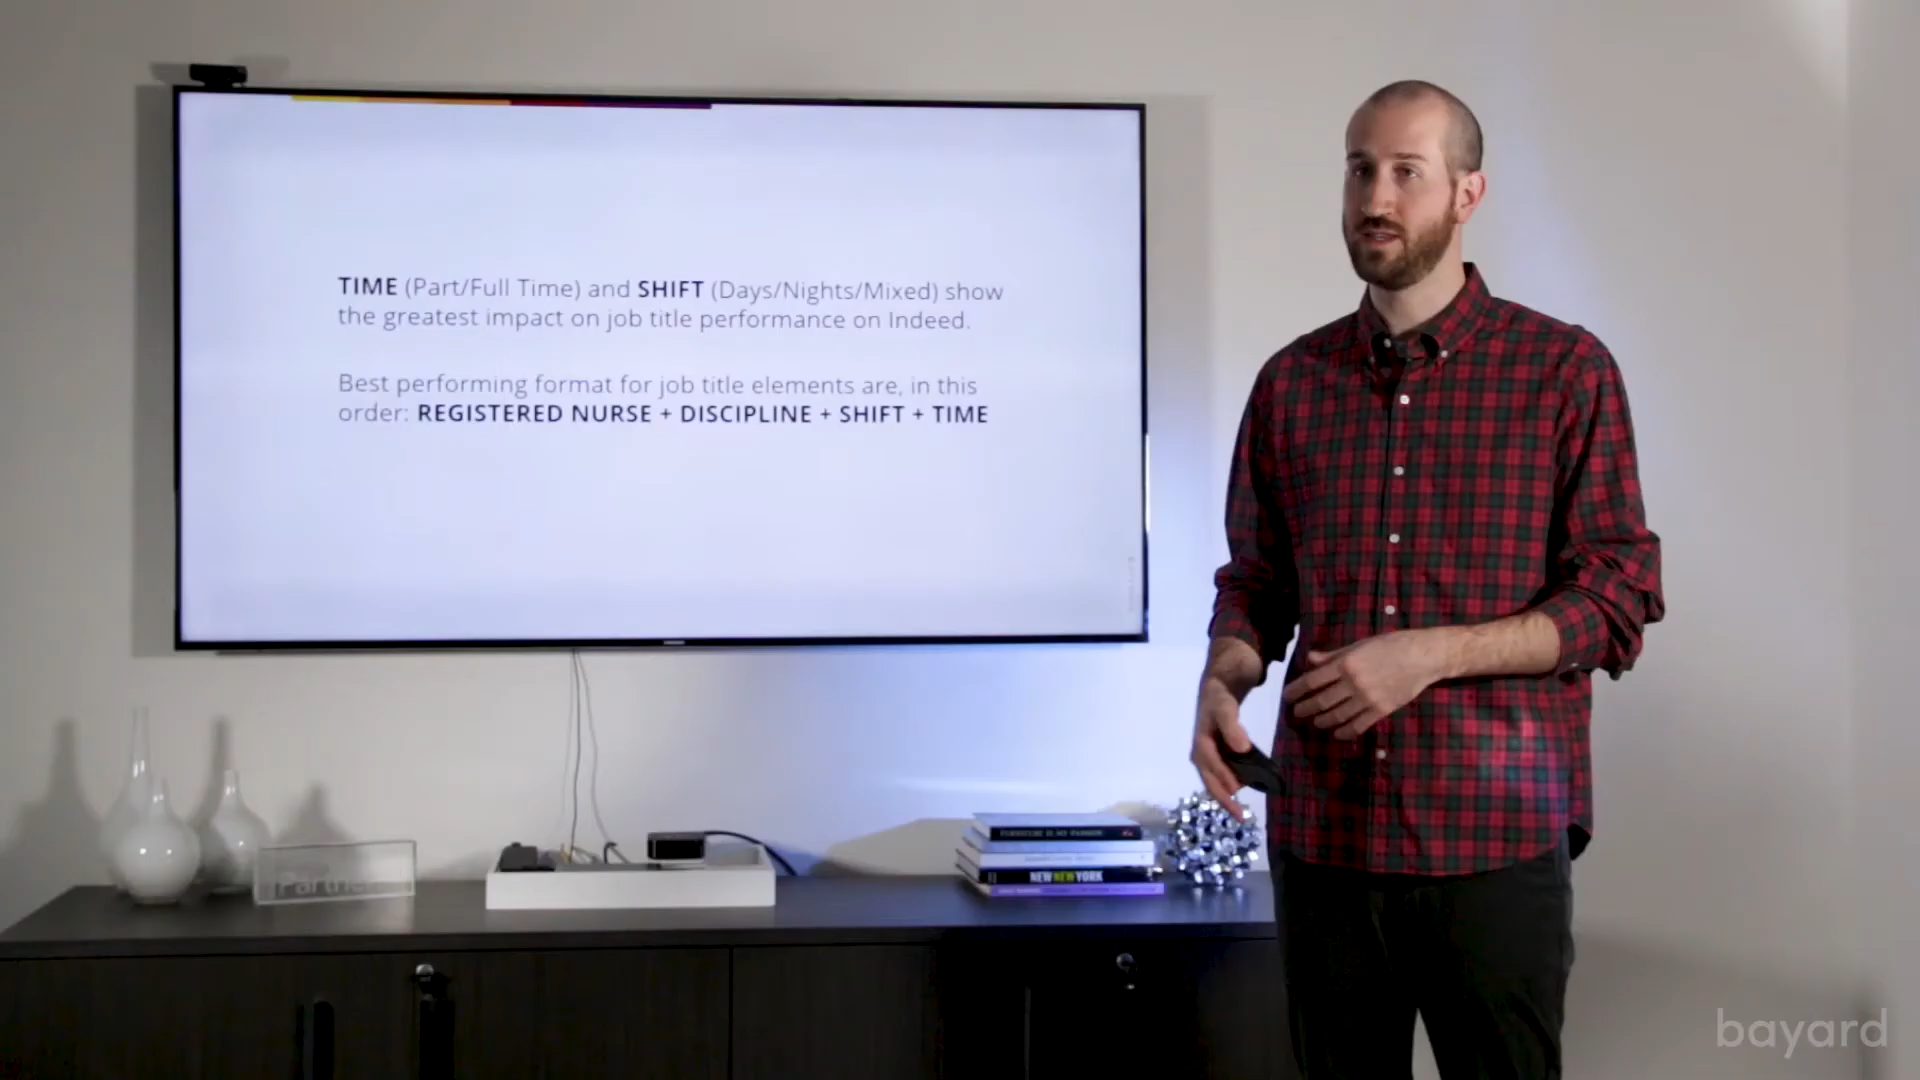 TIME (Part/Full Time) and SHIFT (Days/Nights/Mixed) show
the greatest impact on job title performance on Indeed.
Best performing format for job title elements are, in this
order: REGISTERED NURSE + DISCIPLINE + SHIFT + TIME
Partner
NEW NEW YORK
bayard